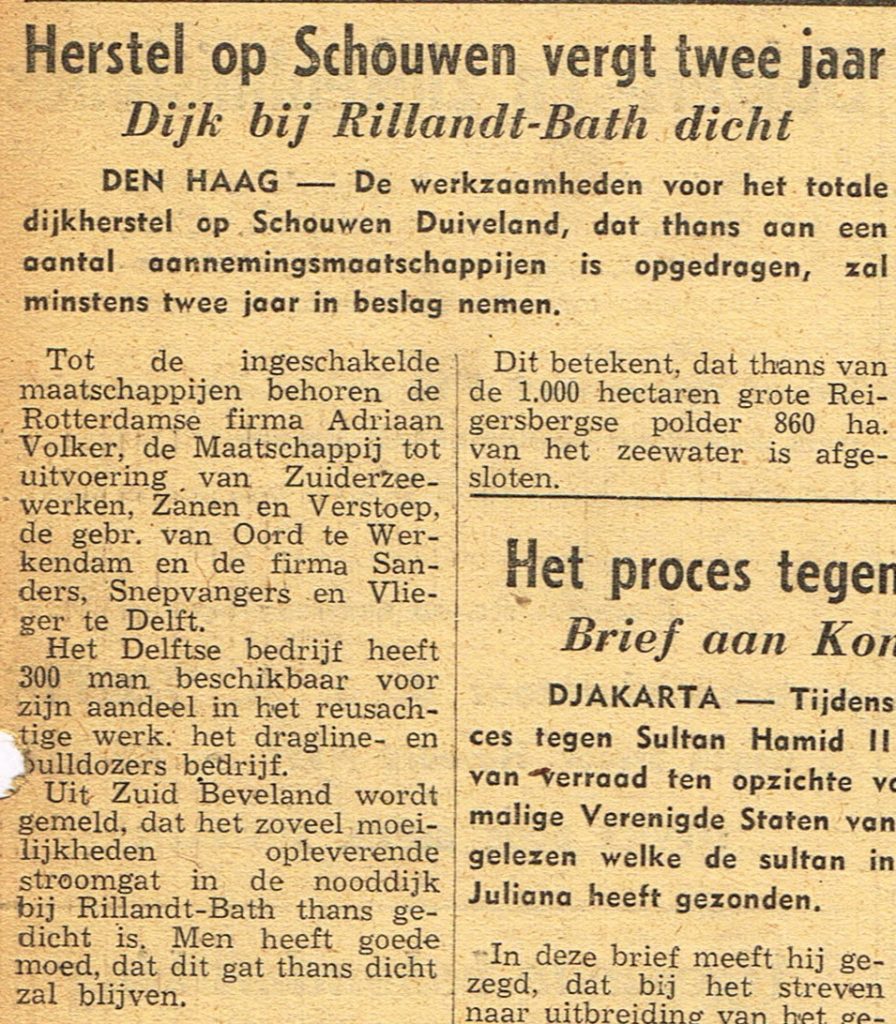 Herstel op Schouwen vergt twee jaar
Dijk bij Rillandt-Bath dicht
DEN HAAG — De werkzaamheden voor het totale
dijkherstel op Schouwen Duiveland, dat thans aan een
aantal aannemingsmaatschappijen is opgedragen, zal
minstens twee jaar in beslag nemen.
Tot de ingeschakelde
maatschappijen behoren de
Rotterdamse firma Adriaan
Volker, de Maatschappij tot
uitvoering van Zuiderzee-
werken, Zanen en Verstoep,
de gebr. van Oord te Wer-
kendam en de firma San-
ders, Snepvangers en Vlie-
ger te Delft.
Het Delftse bedrijf heeft
300 man beschikbaar voor
zijn aandeel in het reusach-
tige werk. het dragline- en
bulldozers bedrijf.
Uit Zuid Beveland wordt
gemeld, dat het zoveel moei-
lijkheden opleverende
stroomgat in de nooddijk
bij Rillandt-Bath thans ge-
dicht is. Men heeft goede
moed, dat dit gat thans dicht
zal blijven.
Dit betekent, dat thans van
de 1.000 hectaren grote Rei-
gersbergse polder 860 ha.
van het zeewater is afge-
sloten.
Het proces tegen
Brief aan Kon
DJAKARTA — Tijdens
ces tegen Sultan Hamid II
van verraad ten opzichte v
malige Verenigde Staten van
gelezen welke de sultan in
Juliana heeft gezonden.
In deze brief meeft hij ge-
zegd, dat bij het streven
naar uitbreiding van het ge-